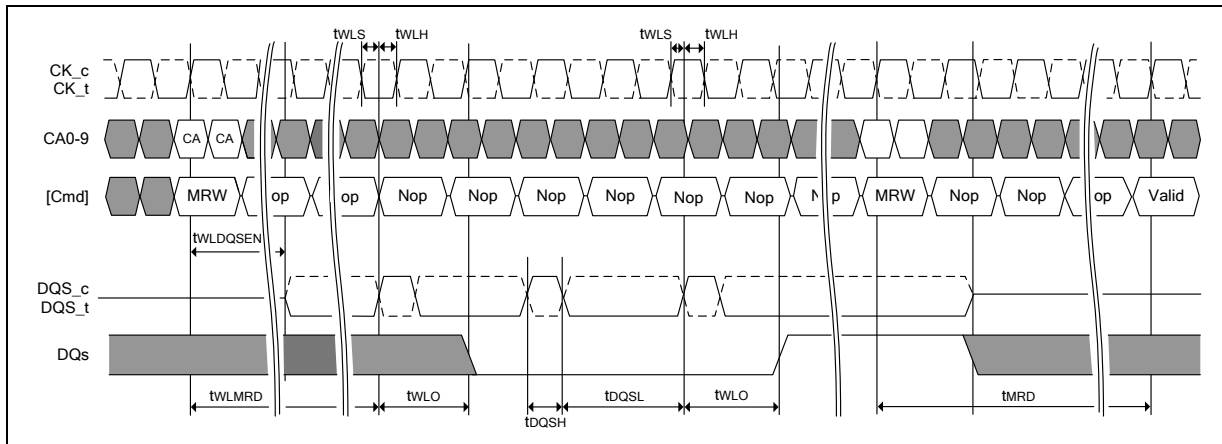 tWLS tWLH tWLS tWLH
CK_c
CK_t
CA0-9 CA CA
[Cmd] MRW op op Nop Nop Nop Nop Nop Nop N p MRW Nop Nop op Valid
tWLDQSEN
DQS_c
DQS_t
DQs
tWLMRD tWLO tDQSL tWLO tMRD
tDQSH